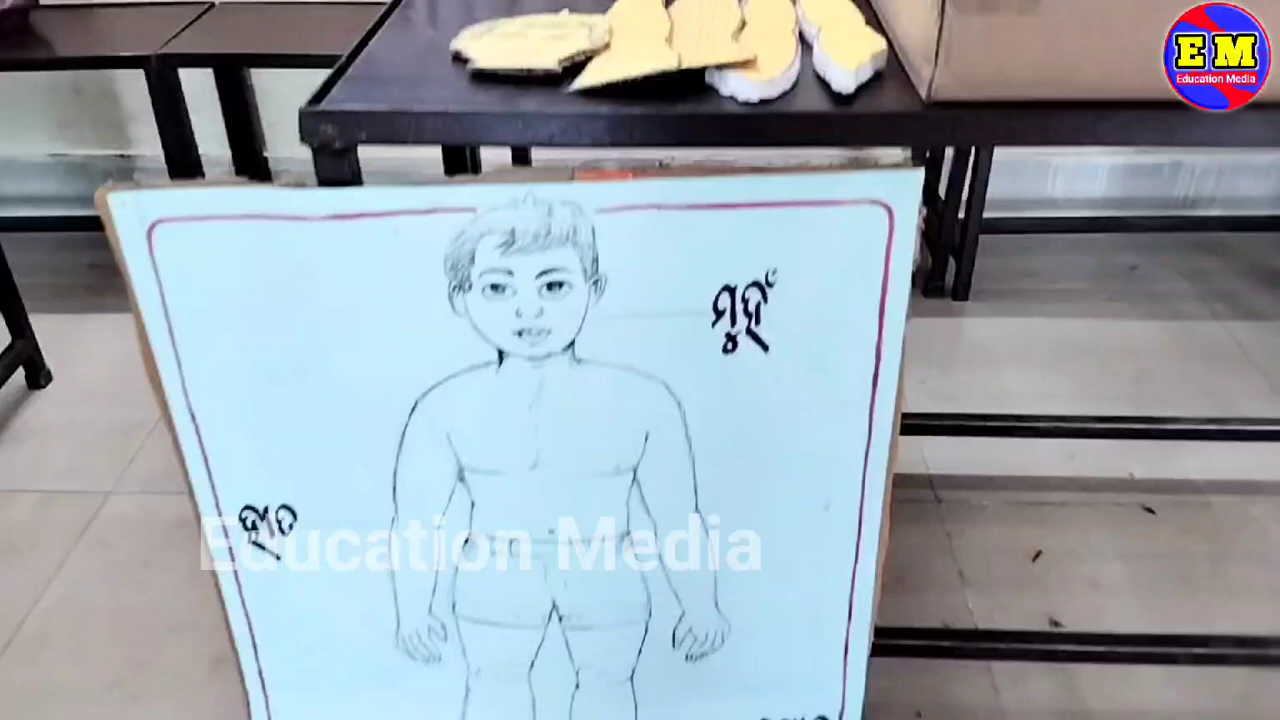 EM
Education Media
ମୁହଁ
ହାତ
Education Media